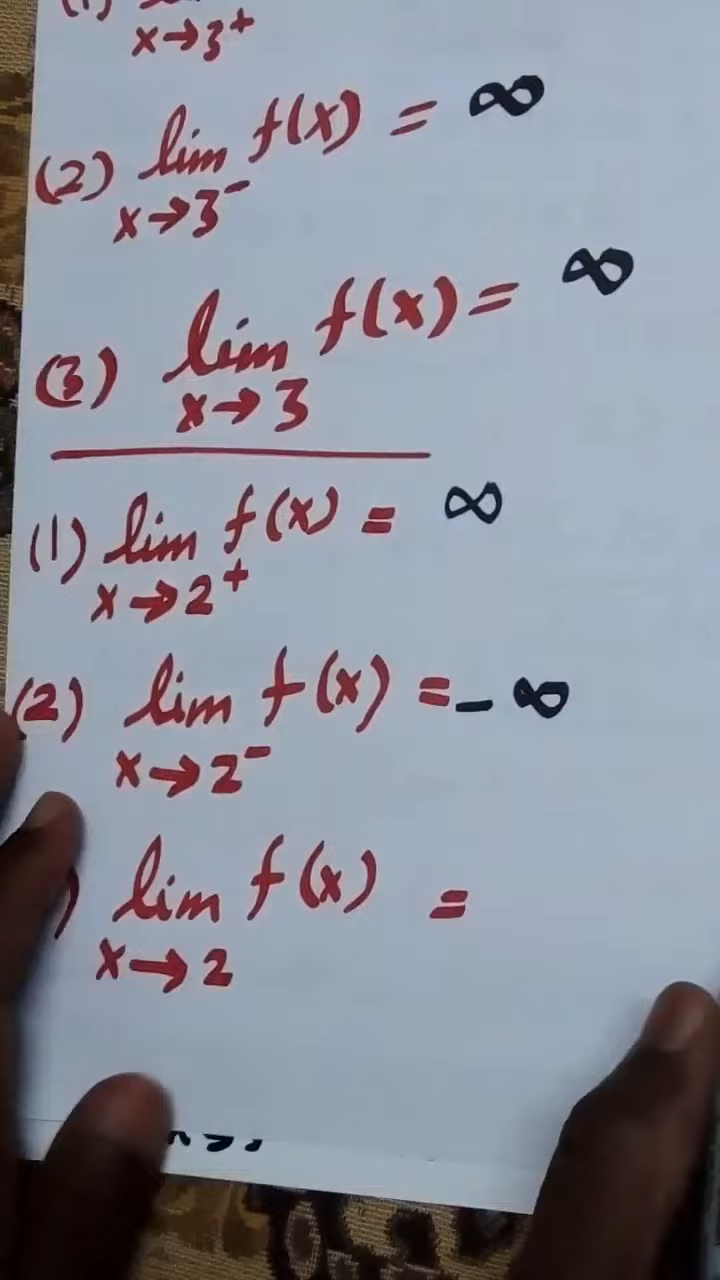 x→3⁺
(2) lim f(x) = ∞
x→3⁻
(3) lim f(x) = ∞
x→3
(1) lim f(x) = ∞
x→2⁺
(2) lim f(x) = - ∞
x→2⁻
) lim f(x) =
x→2